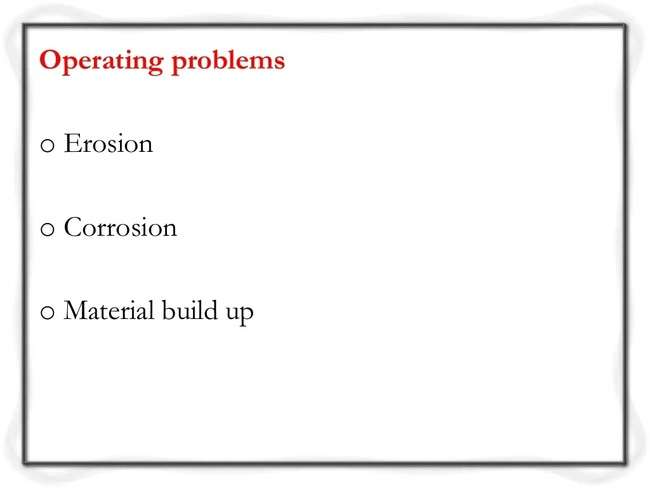 Operating problems
o Erosion
o Corrosion
o Material build up